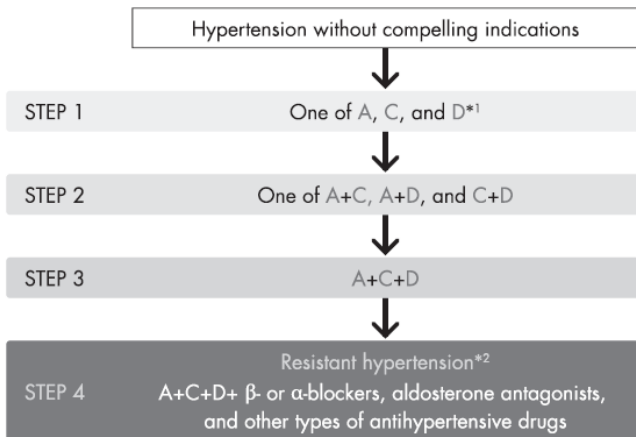 Hypertension without compelling indications
STEP 1 One of A, C, and D*1
STEP 2 One of A+C, A+D, and C+D
STEP 3 A+C+D
Resistant hypertension*2
STEP 4 A+C+D+ β- or α-blockers, aldosterone antagonists,
and other types of antihypertensive drugs